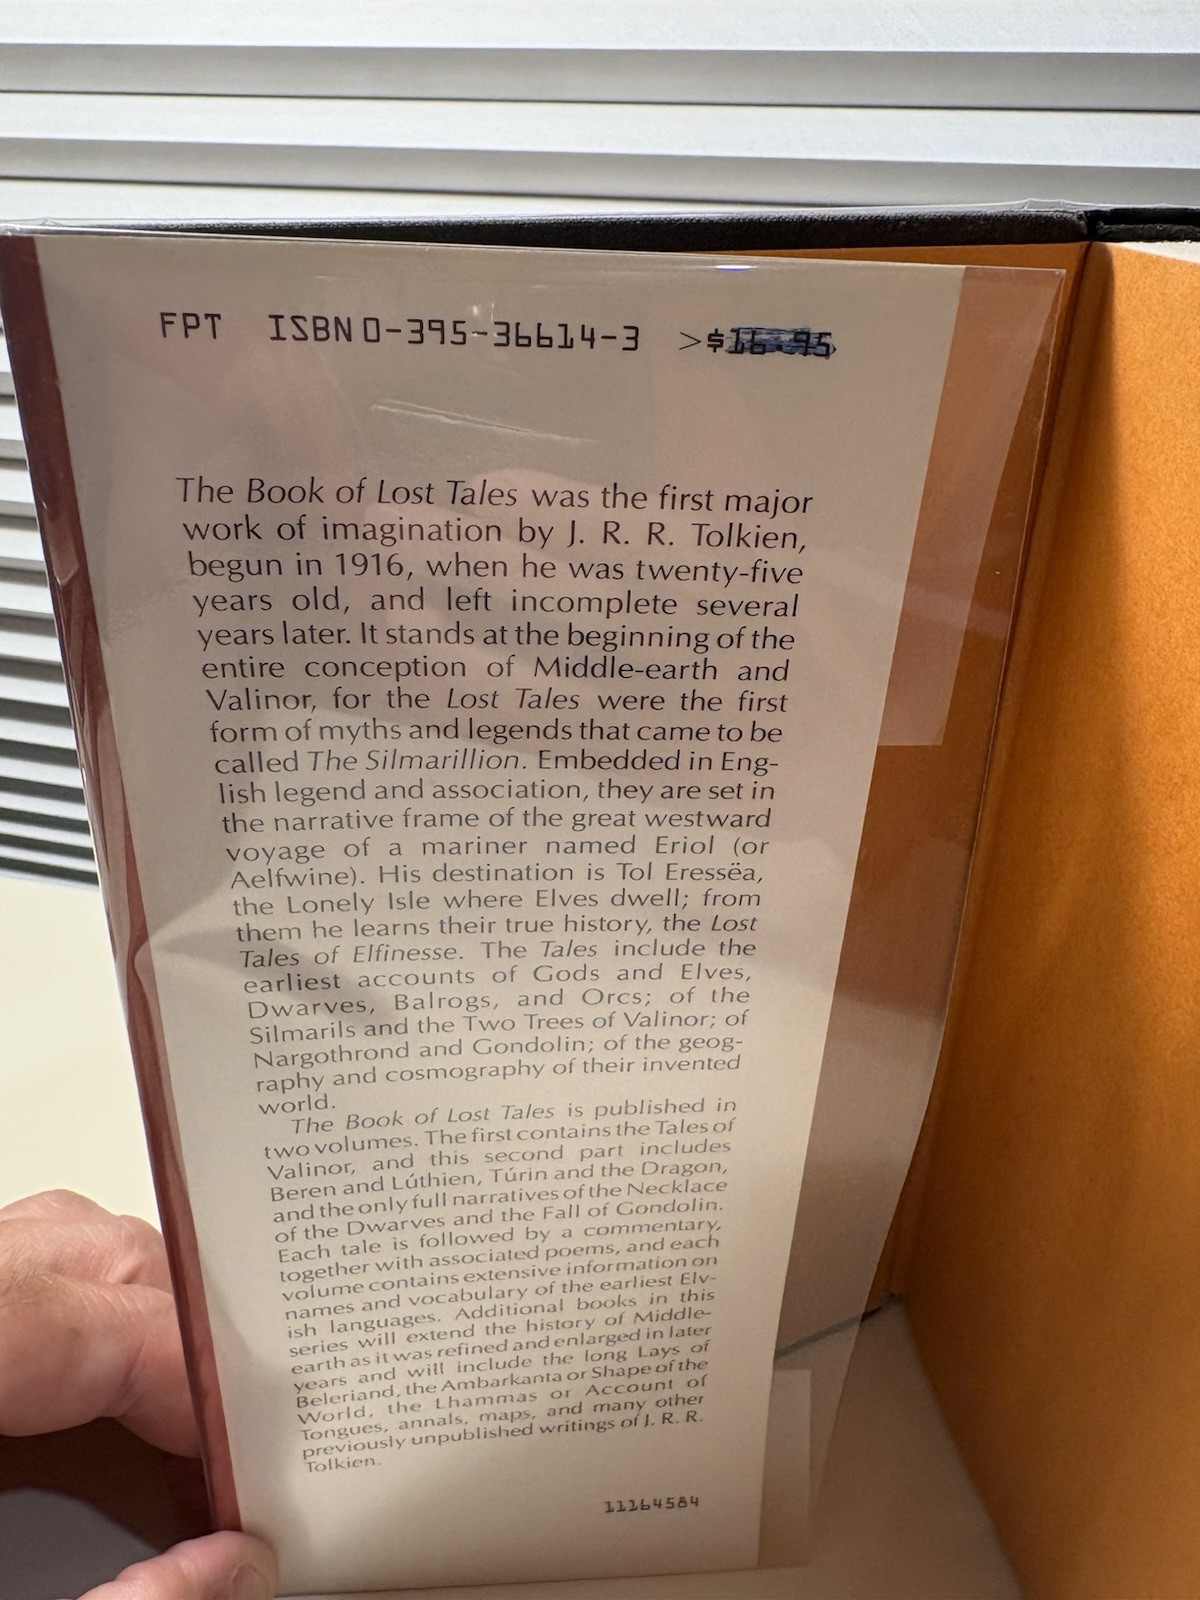 FPT ISBN 0-395-36614-3 >$16.95
The Book of Lost Tales was the first major
work of imagination by J. R. R. Tolkien,
begun in 1916, when he was twenty-five
years old, and left incomplete several
years later. It stands at the beginning of the
entire conception of Middle-earth and
Valinor, for the Lost Tales were the first
form of myths and legends that came to be
called The Silmarillion. Embedded in Eng-
lish legend and association, they are set in
the narrative frame of the great westward
voyage of a mariner named Eriol (or
Aelfwine). His destination is Tol Eressëa,
the Lonely Isle where Elves dwell; from
them he learns their true history, the Lost
Tales of Elfinesse. The Tales include the
earliest accounts of Gods and Elves,
Dwarves, Balrogs, and Orcs; of the
Silmarils and the Two Trees of Valinor; of
Nargothrond and Gondolin; of the geog-
raphy and cosmography of their invented
world.
The Book of Lost Tales is published in
two volumes. The first contains the Tales of
Valinor, and this second part includes
Beren and Lúthien, Túrin and the Dragon,
and the only full narratives of the Necklace
of the Dwarves and the Fall of Gondolin.
Each tale is followed by a commentary,
together with associated poems, and each
volume contains extensive information on
names and vocabulary of the earliest Elv-
ish languages. Additional books in this
series will extend the history of Middle-
earth as it was refined and enlarged in later
years and will include the long Lays of
Beleriand, the Ambarkanta or Shape of the
World, the Lhammas or Account of
Tongues, annals, maps, and many other
previously unpublished writings of J. R. R.
Tolkien.
11164584